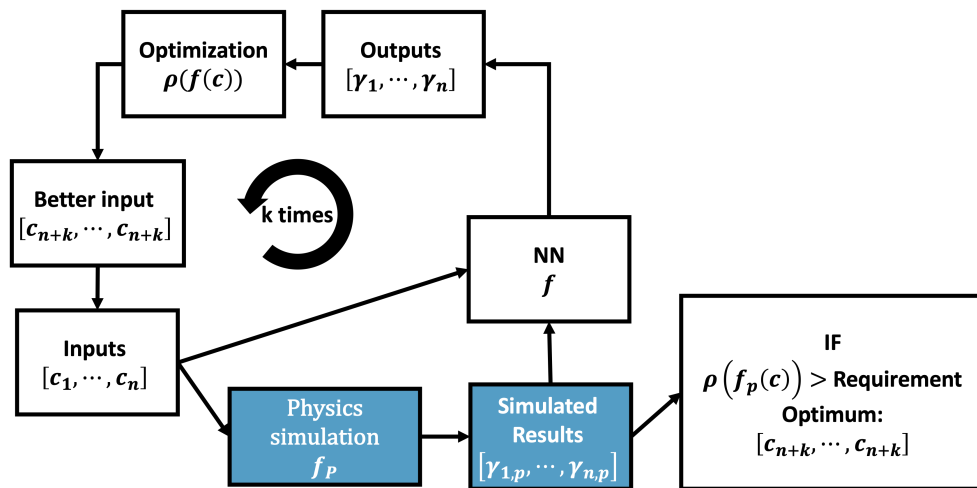 Optimization
ρ(f(c))
Outputs
[γ₁, ⋯, γₙ]
Better input
[cₙ₊ₖ, ⋯, cₙ₊ₖ]
k times
NN
f
Inputs
[c₁, ⋯, cₙ]
Physics
simulation
f_P
Simulated
Results
[γ₁,ₚ, ⋯, γₙ,ₚ]
IF
ρ(fₚ(c)) > Requirement
Optimum:
[cₙ₊ₖ, ⋯, cₙ₊ₖ]